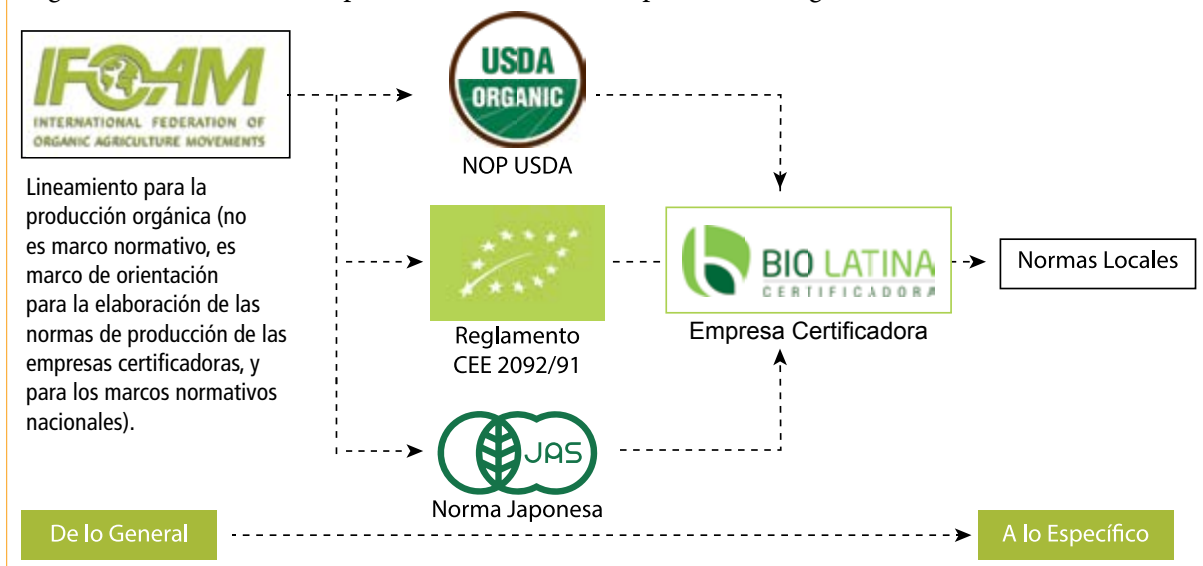 IFOAM
INTERNATIONAL FEDERATION OF
ORGANIC AGRICULTURE MOVEMENTS
Lineamiento para la
producción orgánica (no
es marco normativo, es
marco de orientación
para la elaboración de las
normas de producción de las
empresas certificadoras, y
para los marcos normativos
nacionales).
USDA
ORGANIC
NOP USDA
Reglamento
CEE 2092/91
JAS
Norma Japonesa
BIO LATINA
CERTIFICADORA
Empresa Certificadora
Normas Locales
De lo General
A lo Específico